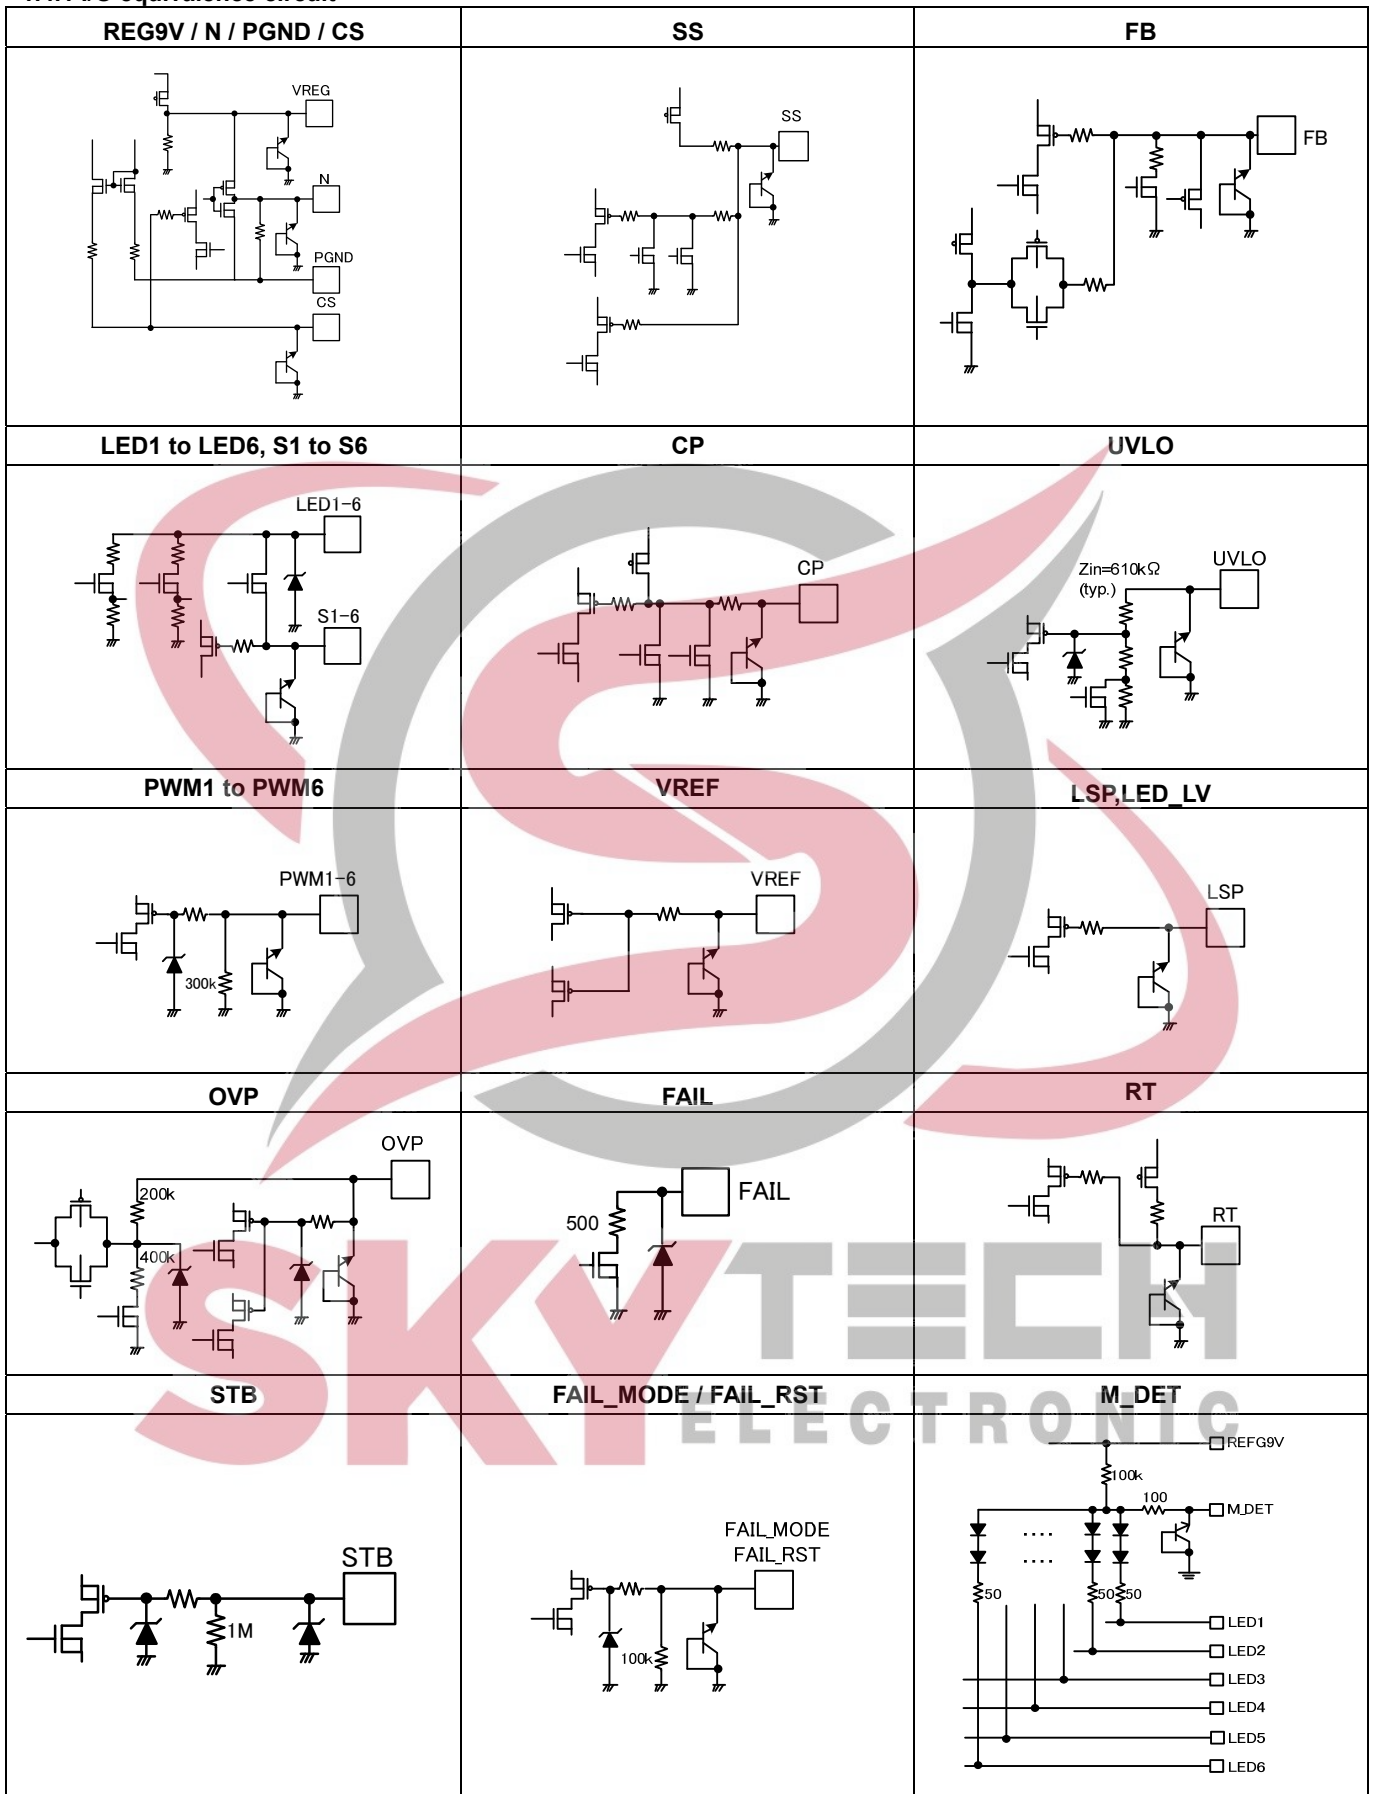 REG9V / N / PGND / CS
SS
FB
VREG
N
PGND
CS
SS
FB
LED1 to LED6, S1 to S6
CP
UVLO
LED1-6
S1-6
CP
Zin=610kΩ
(typ.)
UVLO
PWM1 to PWM6
VREF
LSP,LED_LV
PWM1-6
300k
VREF
LSP
OVP
FAIL
RT
OVP
200k
400k
FAIL
500
RT
SKYTECH
ELECTRONIC
STB
FAIL_MODE / FAIL_RST
M_DET
STB
1M
FAIL_MODE
FAIL_RST
100k
REFG9V
100k
100
M_DET
50
50
50
LED1
LED2
LED3
LED4
LED5
LED6